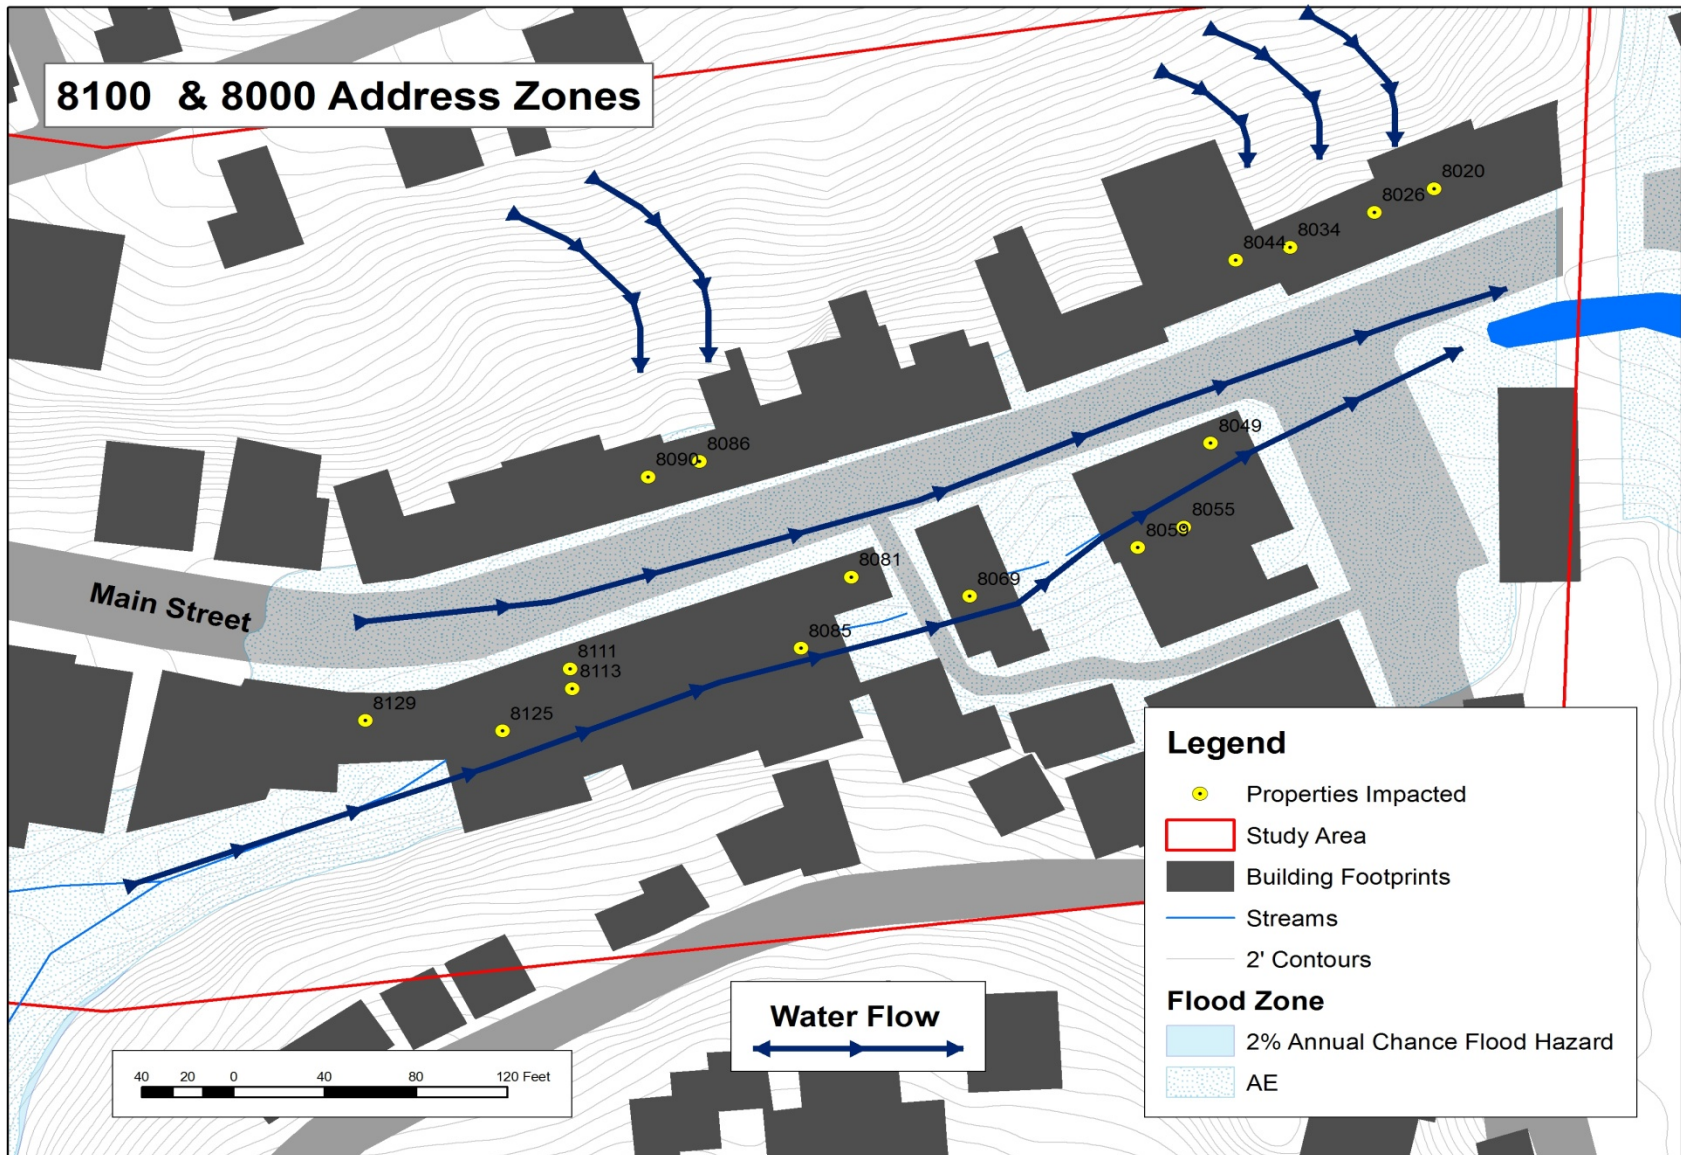 8100 & 8000 Address Zones
8020
8026
8034
8044
8086
8090
8049
8055
8059
8081
8069
8085
Main Street
8111
8113
8129
8125
Legend
Properties Impacted
Study Area
Building Footprints
Streams
2' Contours
Flood Zone
2% Annual Chance Flood Hazard
AE
Water Flow
40 20 0 40 80 120 Feet